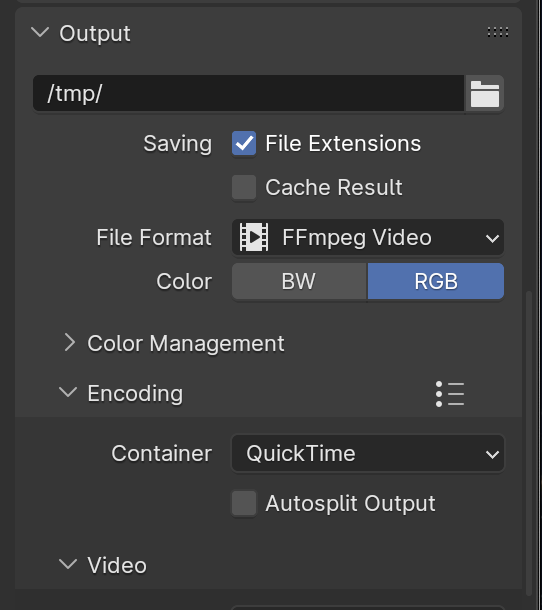 Output
/tmp/
Saving File Extensions
Cache Result
File Format FFmpeg Video
Color BW RGB
Color Management
Encoding
Container QuickTime
Autosplit Output
Video